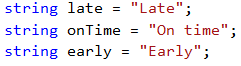 string late = "Late";
string onTime = "On time";
string early = "Early";